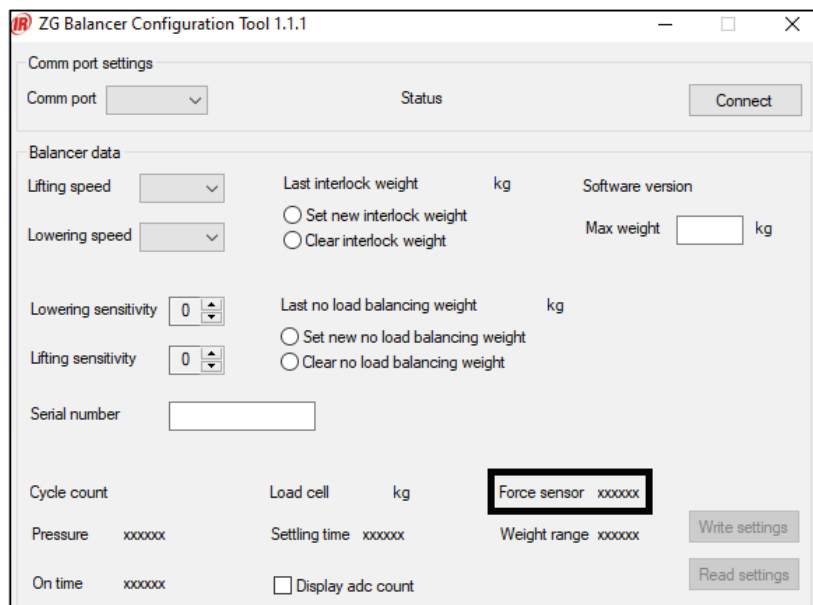 IR ZG Balancer Configuration Tool 1.1.1
Comm port settings
Comm port Status Connect
Balancer data
Lifting speed Last interlock weight kg Software version
Set new interlock weight
Lowering speed Clear interlock weight Max weight kg
Lowering sensitivity 0 Last no load balancing weight kg
Set new no load balancing weight
Lifting sensitivity 0 Clear no load balancing weight
Serial number
Cycle count Load cell kg Force sensor xxxxxx
Pressure xxxxxx Settling time xxxxxx Weight range xxxxxx Write settings
On time xxxxxx Display adc count Read settings